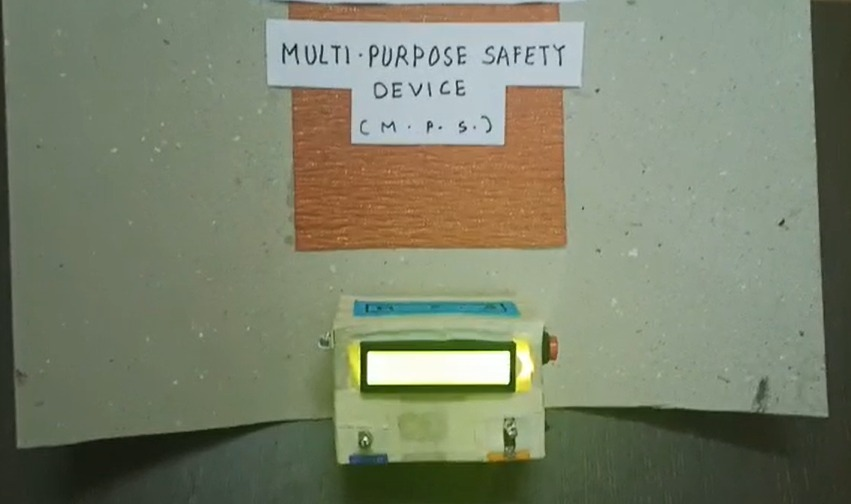 MULTI-PURPOSE SAFETY
DEVICE
(M.P.S.)